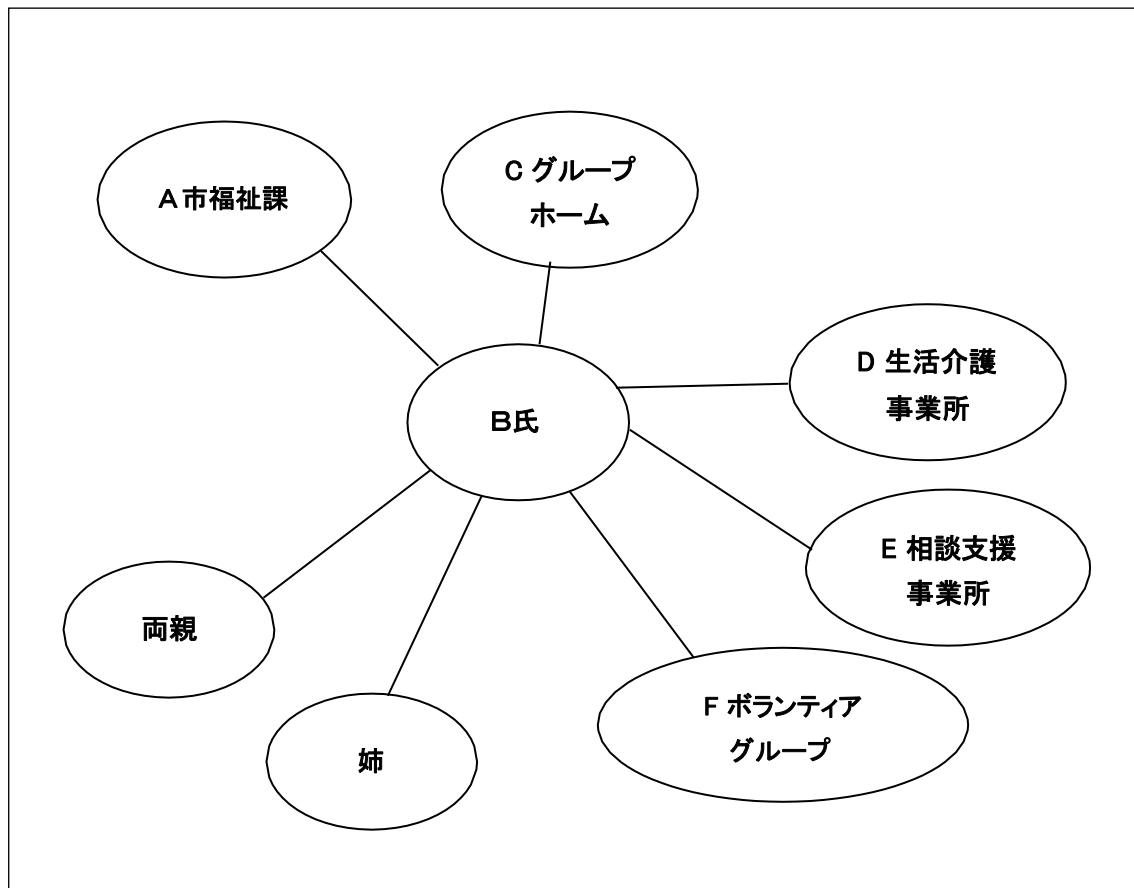 A市福祉課
C グループ
ホーム
D 生活介護
事業所
B氏
E 相談支援
事業所
両親
F ボランティア
グループ
姉